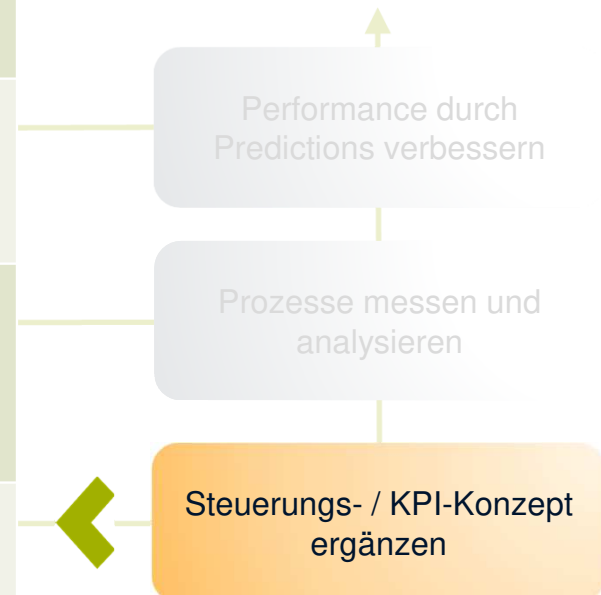 Performance durch
Predictions verbessern
Prozesse messen und
analysieren
Steuerungs- / KPI-Konzept
ergänzen